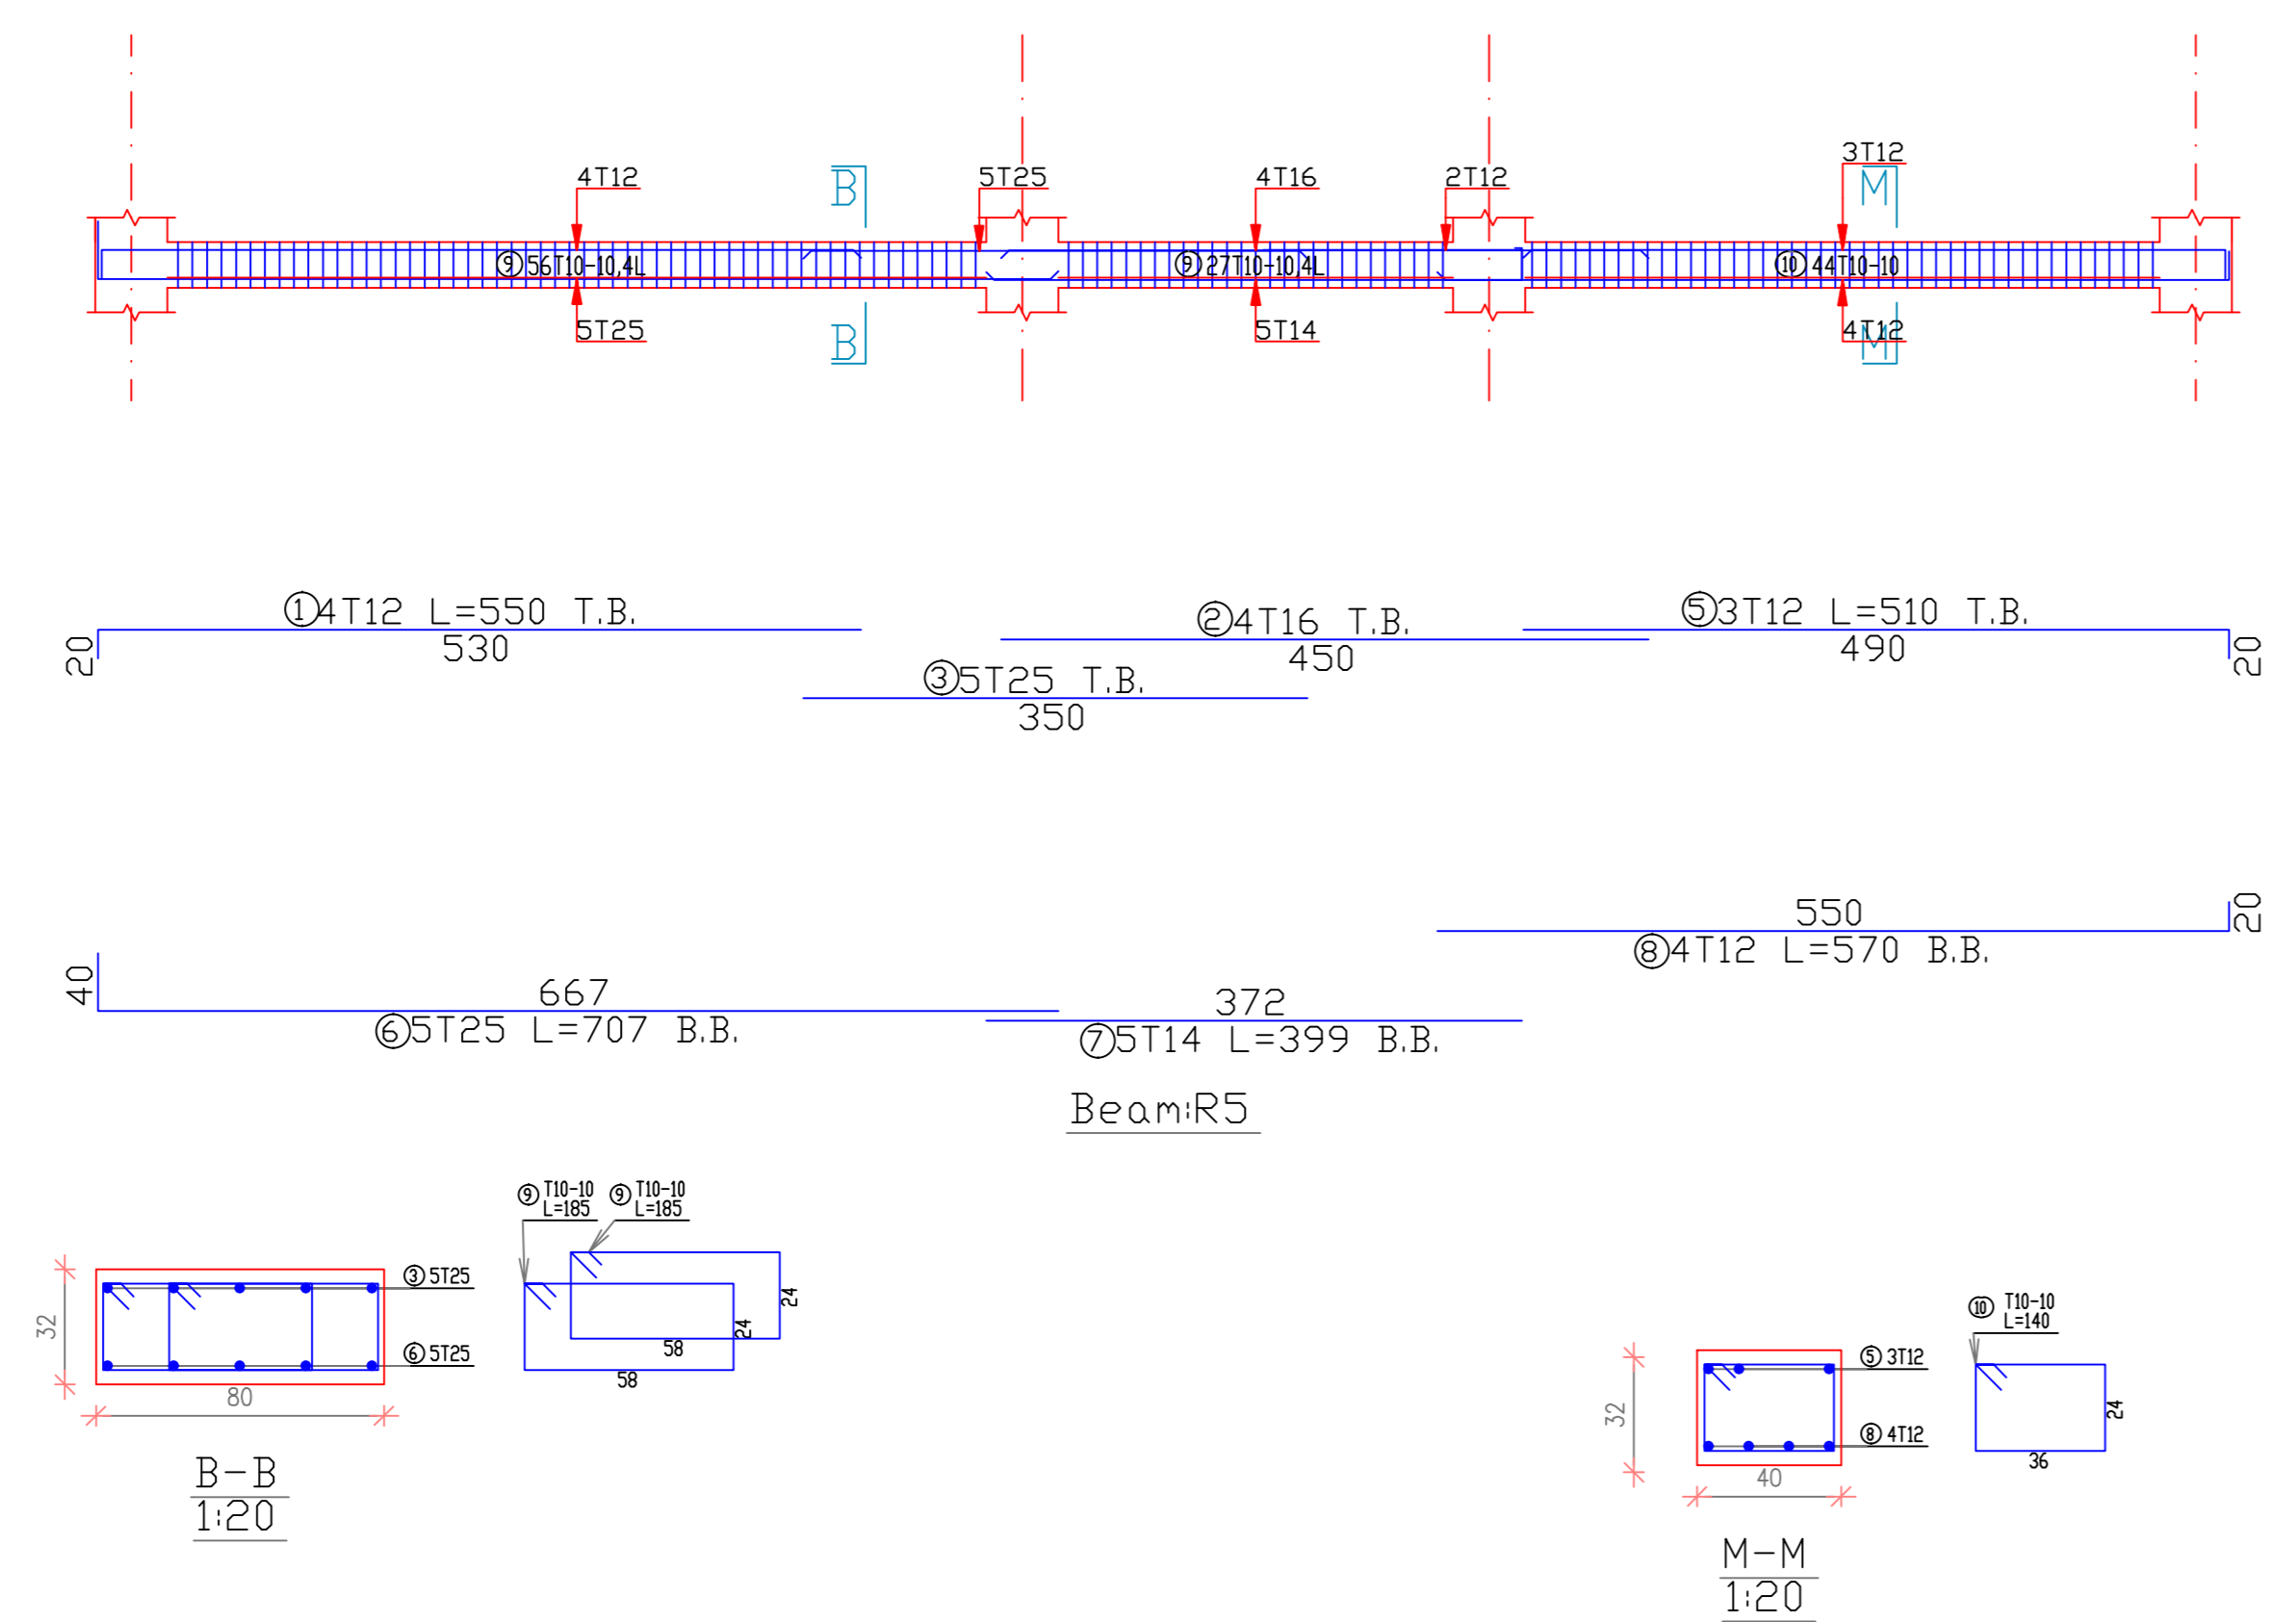 4T12
B
5T25
4T16
2T12
3T12
M
⑨ 56T10-10,4L
⑨ 27T10-10,4L
⑩ 44T10-10
5T25
B
5T14
4T12
M
①4T12 L=550 T.B.
530
20
②4T16 T.B.
450
⑤3T12 L=510 T.B.
490
20
③5T25 T.B.
350
550
20
⑧4T12 L=570 B.B.
40
667
⑥5T25 L=707 B.B.
372
⑦5T14 L=399 B.B.
Beam:R5
⑨ T10-10
L=185
⑨ T10-10
L=185
③ 5T25
⑥ 5T25
32
80
24
58
24
58
B-B
1:20
⑩ T10-10
L=140
⑤ 3T12
⑧ 4T12
32
40
24
36
M-M
1:20